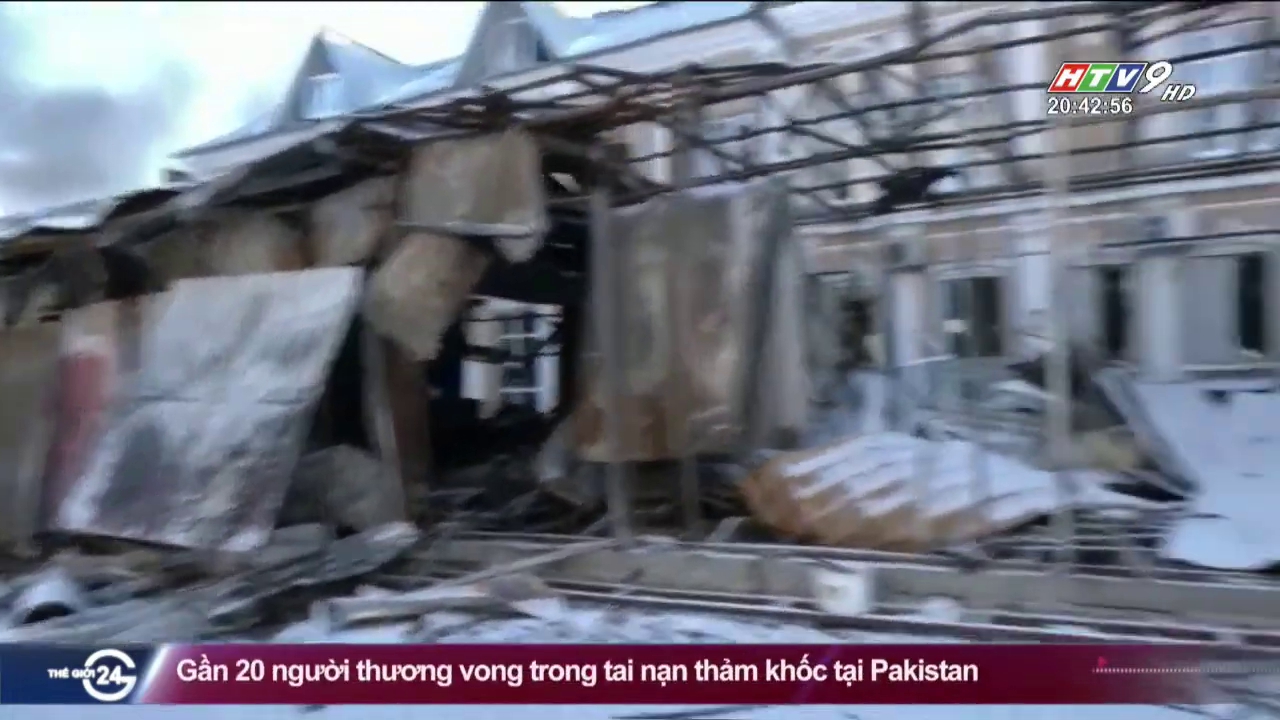 HTV9 HD
20:42:56
THẾ GIỚI 24G
Gần 20 người thương vong trong tai nạn thảm khốc tại Pakistan